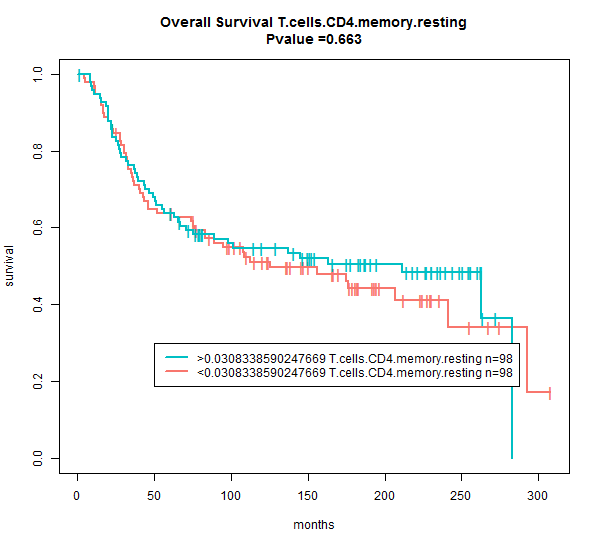 Overall Survival T.cells.CD4.memory.resting
Pvalue =0.663
survival
1.0
0.8
0.6
0.4
0.2
0.0
>0.0308338590247669 T.cells.CD4.memory.resting n=98
<0.0308338590247669 T.cells.CD4.memory.resting n=98
0 50 100 150 200 250 300
months